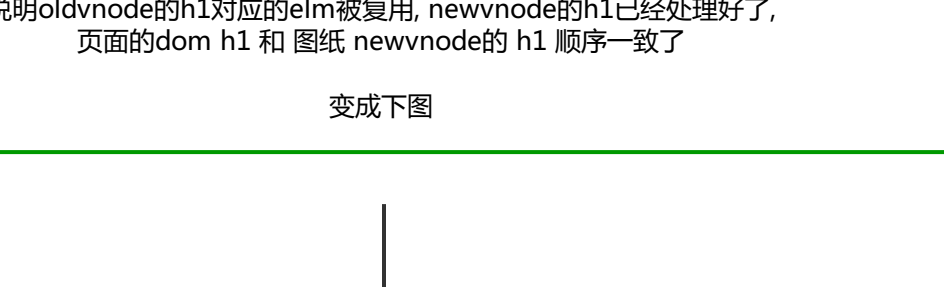 说明oldvnode的h1对应的elm被复用, newvnode的h1已经处理好了,
页面的dom h1 和 图纸 newvnode的 h1 顺序一致了
变成下图